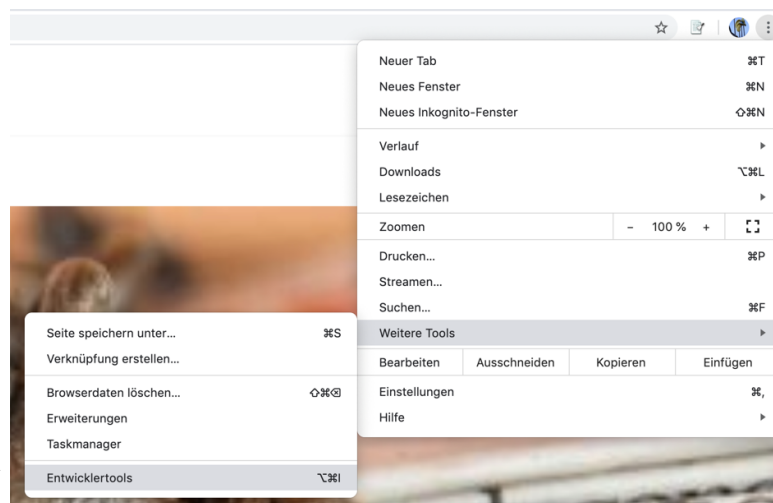 Neuer Tab ⌘T
Neues Fenster ⌘N
Neues Inkognito-Fenster ⇧⌘N
Verlauf
Downloads ⌥⌘L
Lesezeichen
Zoomen - 100 % +
Drucken... ⌘P
Streamen...
Suchen... ⌘F
Weitere Tools
Bearbeiten Ausschneiden Kopieren Einfügen
Einstellungen ⌘,
Hilfe
Seite speichern unter... ⌘S
Verknüpfung erstellen...
Browserdaten löschen... ⇧⌘⌫
Erweiterungen
Taskmanager
Entwicklertools ⌥⌘I